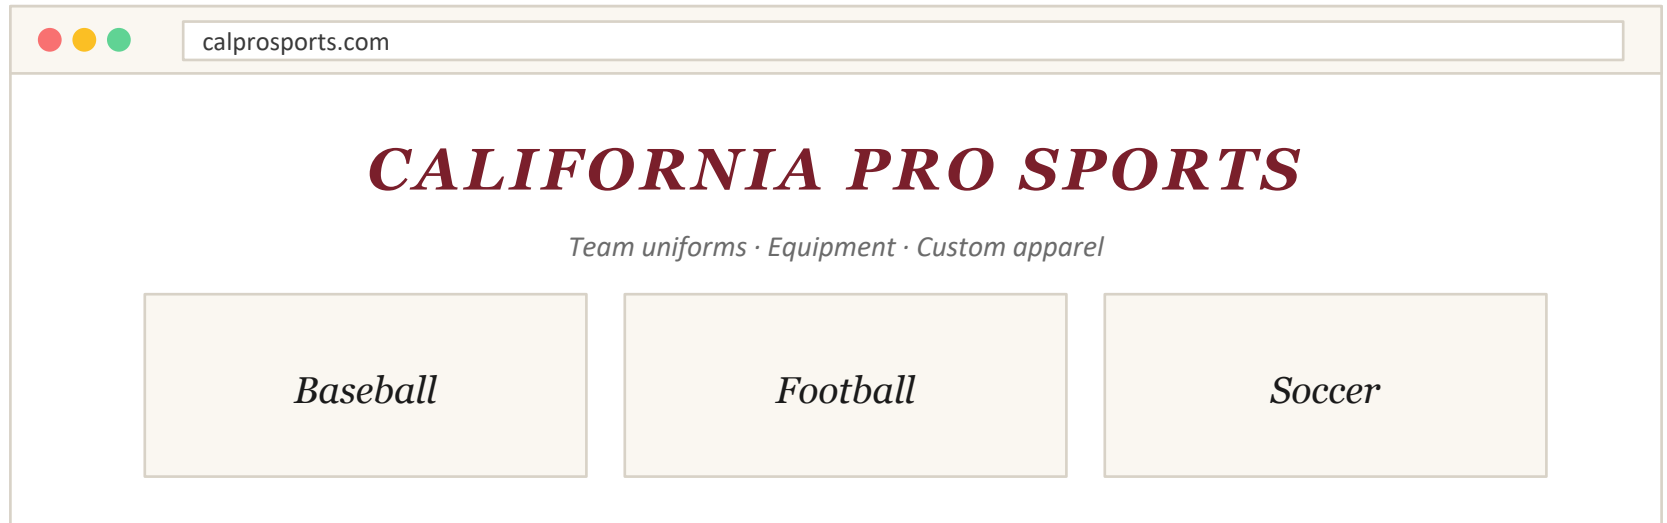 calprosports.com
CALIFORNIA PRO SPORTS
Team uniforms · Equipment · Custom apparel
Baseball
Football
Soccer